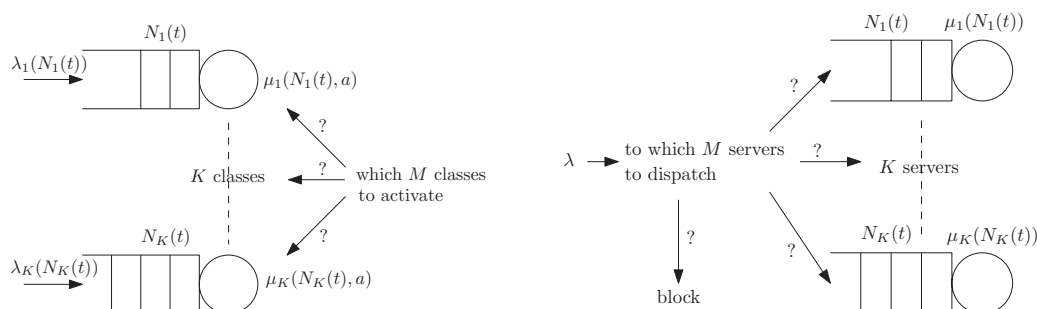 N_1(t)
λ_1(N_1(t))
μ_1(N_1(t), a)
?
K classes
?
which M classes
to activate
?
N_K(t)
λ_K(N_K(t))
μ_K(N_K(t), a)
N_1(t)
μ_1(N_1(t))
?
λ
to which M servers
to dispatch
?
K servers
?
?
N_K(t)
μ_K(N_K(t))
block